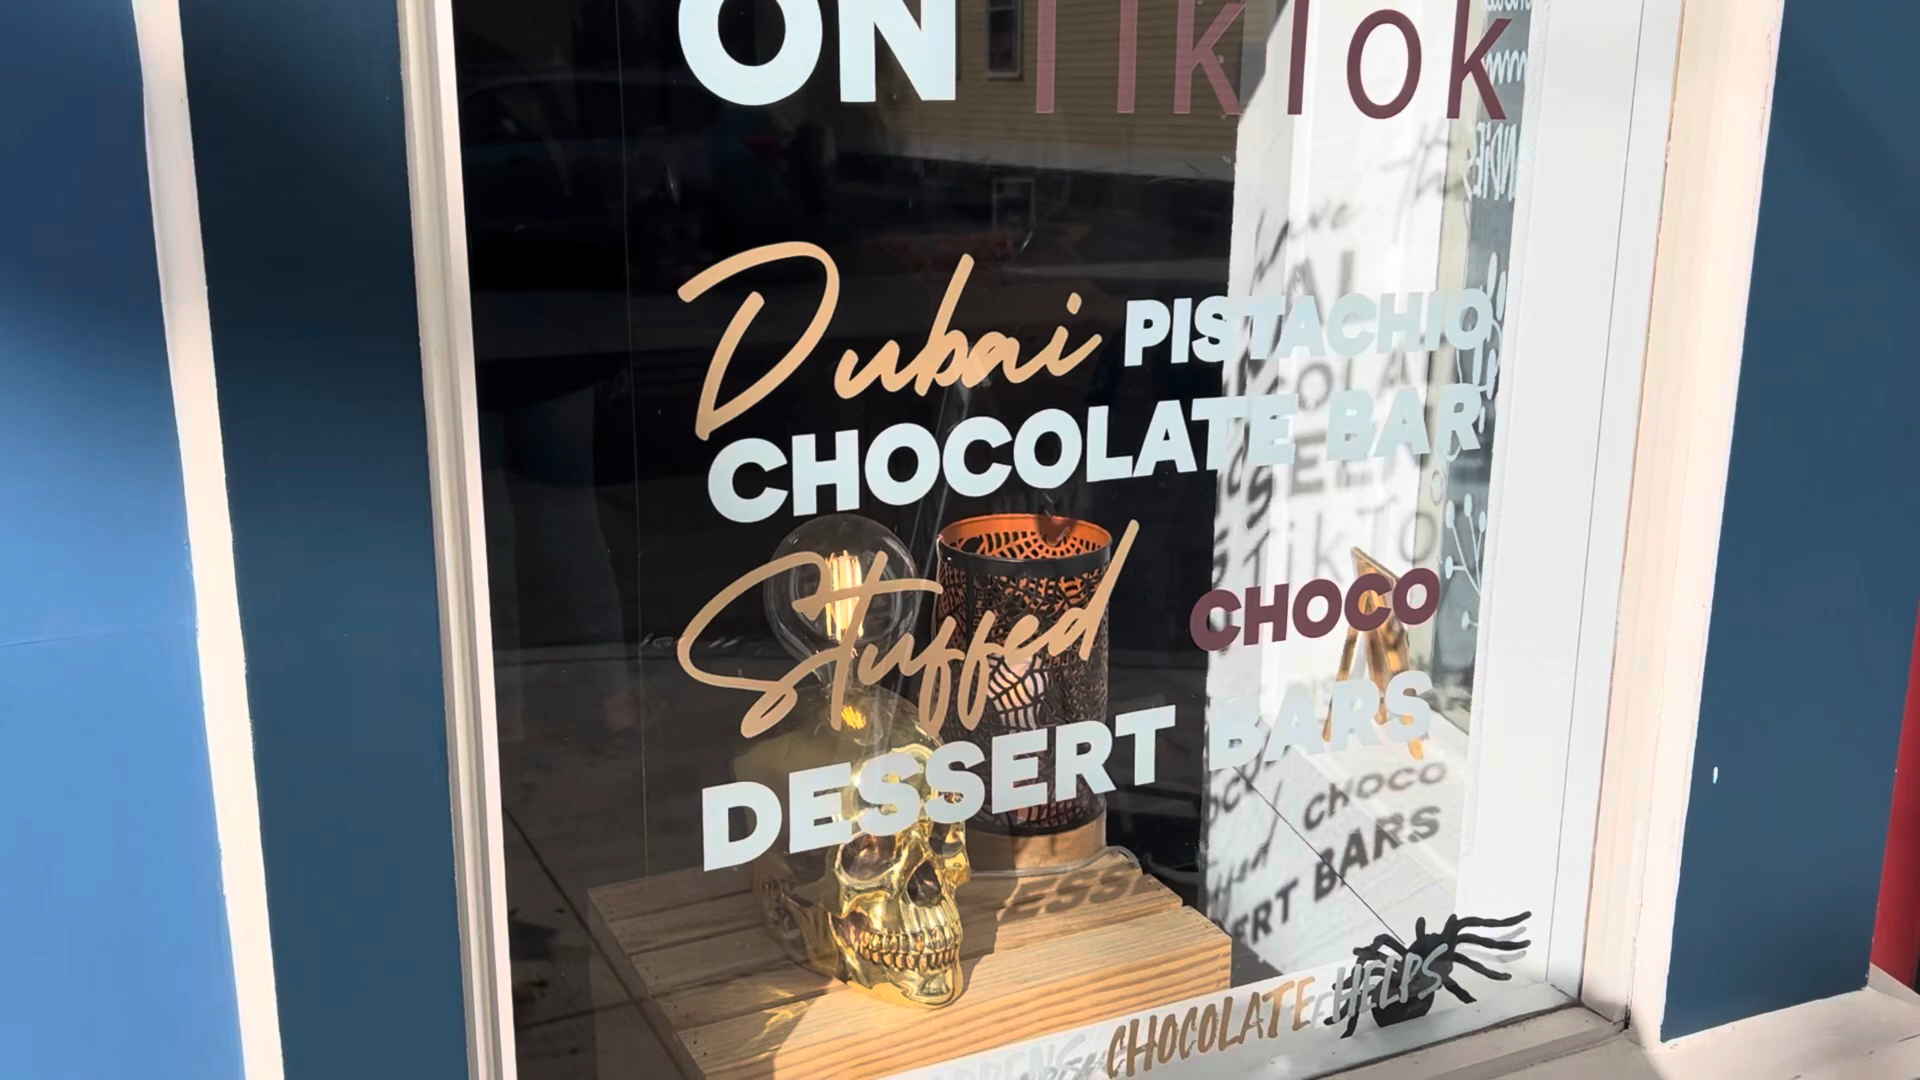 ON TikTok
Dubai PISTACHIO
CHOCOLATE BAR
Stuffed CHOCO
DESSERT BARS
CHOCOLATE HELPS